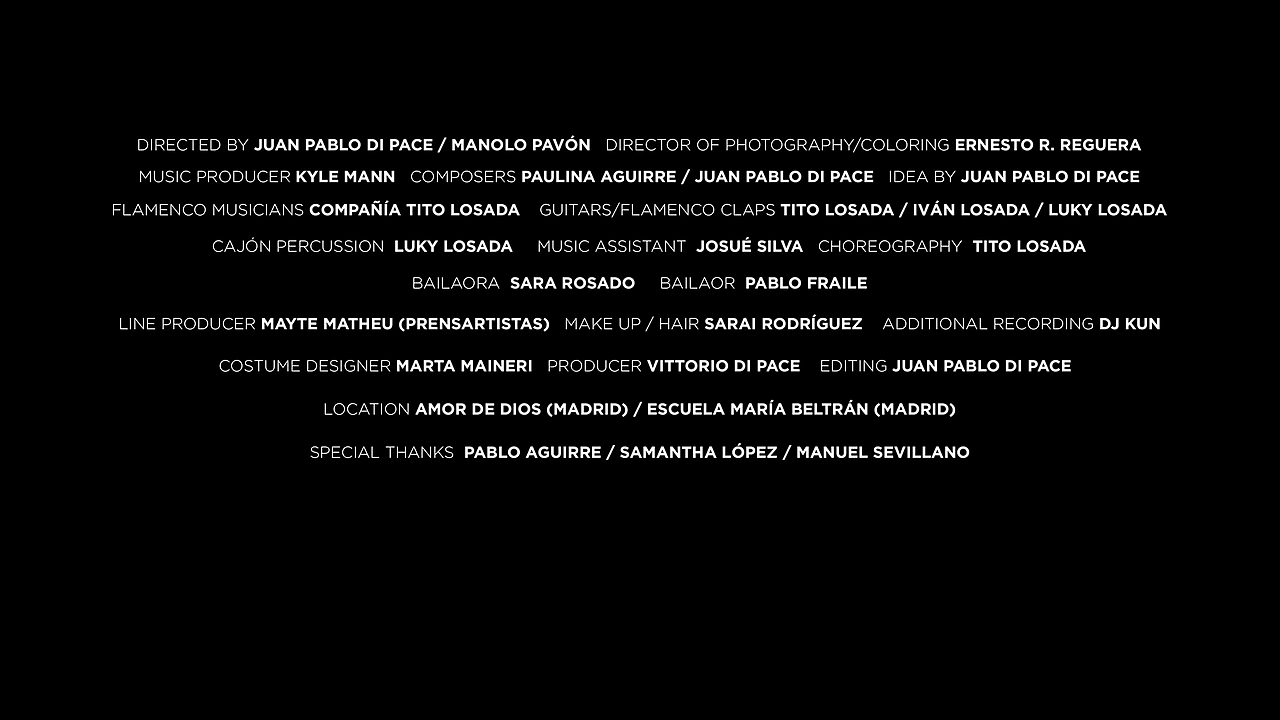 DIRECTED BY JUAN PABLO DI PACE / MANOLO PAVÓN DIRECTOR OF PHOTOGRAPHY/COLORING ERNESTO R. REGUERA
MUSIC PRODUCER KYLE MANN COMPOSERS PAULINA AGUIRRE / JUAN PABLO DI PACE IDEA BY JUAN PABLO DI PACE
FLAMENCO MUSICIANS COMPAÑÍA TITO LOSADA GUITARS/FLAMENCO CLAPS TITO LOSADA / IVÁN LOSADA / LUKY LOSADA
CAJÓN PERCUSSION LUKY LOSADA MUSIC ASSISTANT JOSUÉ SILVA CHOREOGRAPHY TITO LOSADA
BAILAORA SARA ROSADO BAILAOR PABLO FRAILE
LINE PRODUCER MAYTE MATHEU (PRENSARTISTAS) MAKE UP / HAIR SARAI RODRÍGUEZ ADDITIONAL RECORDING DJ KUN
COSTUME DESIGNER MARTA MAINERI PRODUCER VITTORIO DI PACE EDITING JUAN PABLO DI PACE
LOCATION AMOR DE DIOS (MADRID) / ESCUELA MARÍA BELTRÁN (MADRID)
SPECIAL THANKS PABLO AGUIRRE / SAMANTHA LÓPEZ / MANUEL SEVILLANO